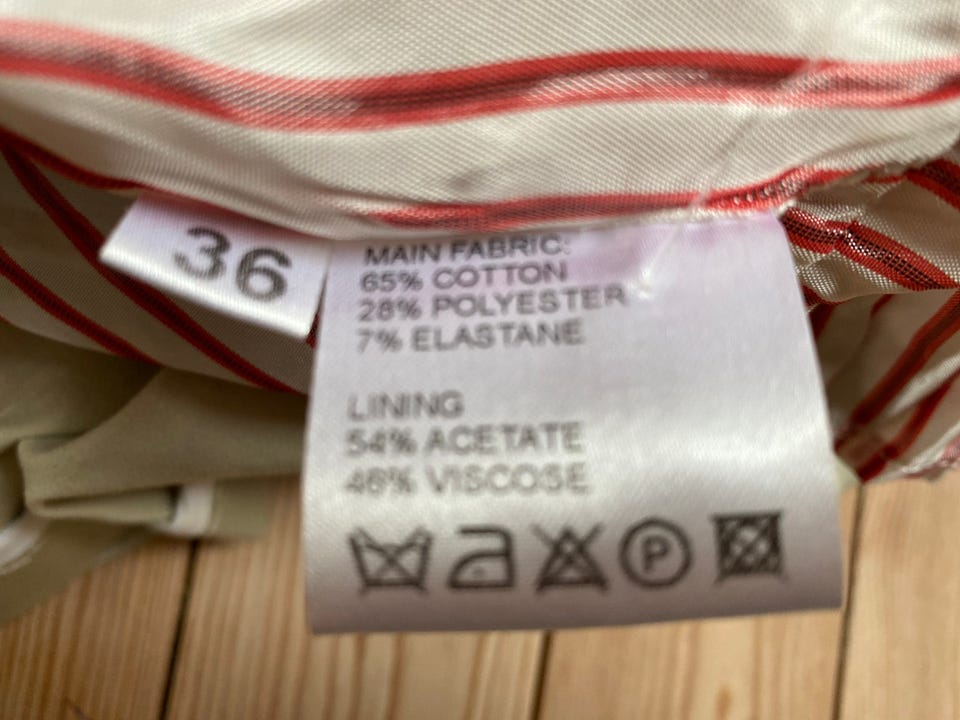 36
MAIN FABRIC:
65% COTTON
28% POLYESTER
7% ELASTANE
LINING
54% ACETATE
46% VISCOSE
P